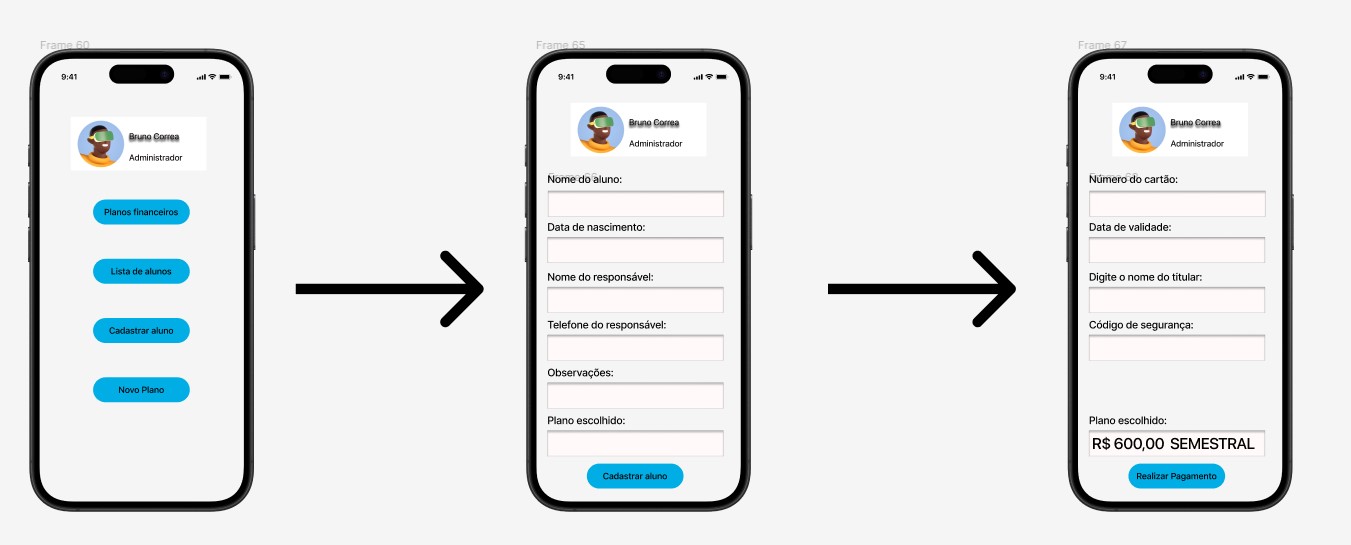 Frame 60
9:41
Bruno Correa
Administrador
Planos financeiros
Lista de alunos
Cadastrar aluno
Novo Plano
Frame 65
9:41
Bruno Correa
Administrador
Nome do aluno:
Data de nascimento:
Nome do responsável:
Telefone do responsável:
Observações:
Plano escolhido:
Cadastrar aluno
Frame 67
9:41
Bruno Correa
Administrador
Número do cartão:
Data de validade:
Digite o nome do titular:
Código de segurança:
Plano escolhido:
R$ 600,00 SEMESTRAL
Realizar Pagamento